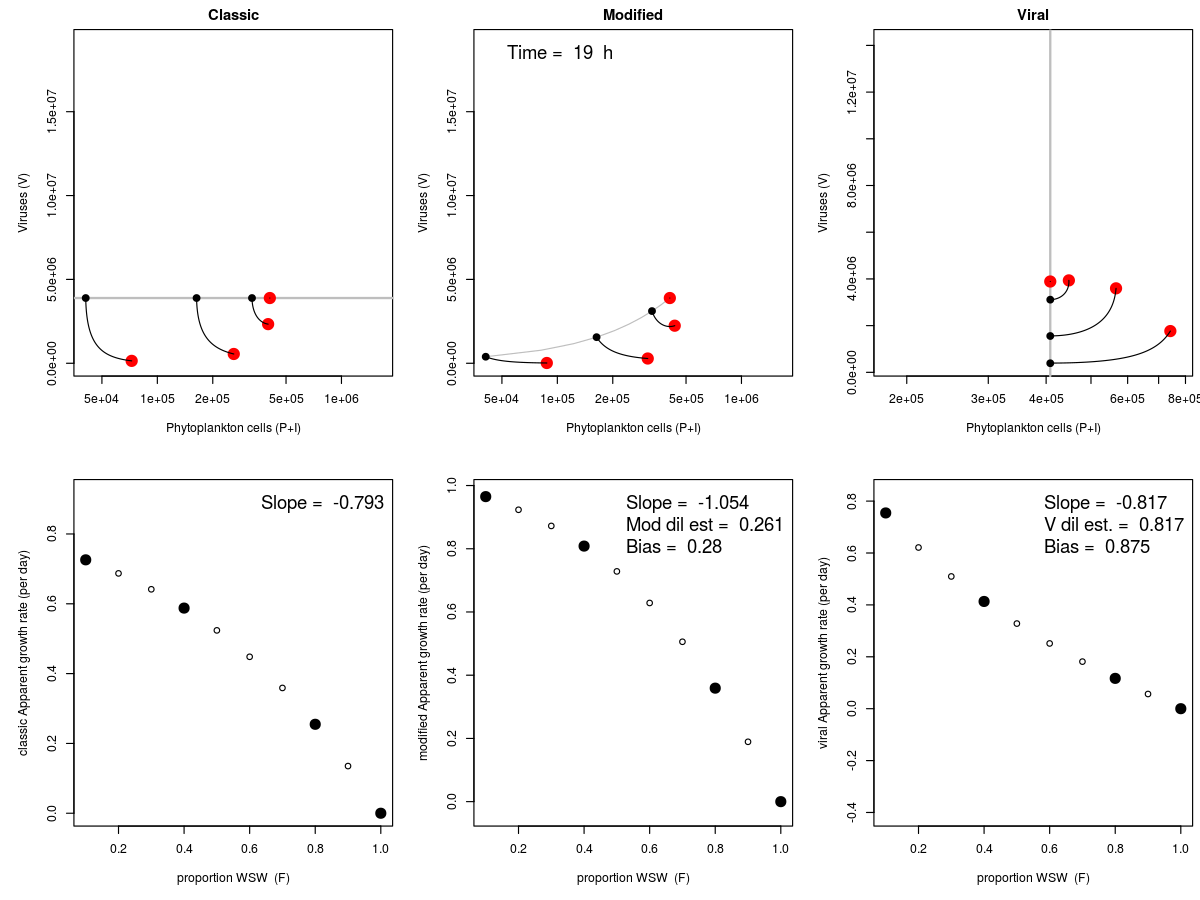 Classic
Viruses (V)
1.5e+07
1.0e+07
5.0e+06
0.0e+00
5e+04 1e+05 2e+05 5e+05 1e+06
Phytoplankton cells (P+I)
Modified
Time = 19 h
Viruses (V)
1.5e+07
1.0e+07
5.0e+06
0.0e+00
5e+04 1e+05 2e+05 5e+05 1e+06
Phytoplankton cells (P+I)
Viral
Viruses (V)
1.2e+07
8.0e+06
4.0e+06
0.0e+00
2e+05 3e+05 4e+05 6e+05 8e+05
Phytoplankton cells (P+I)
Slope = -0.793
classic Apparent growth rate (per day)
0.8
0.6
0.4
0.2
0.0
0.2 0.4 0.6 0.8 1.0
proportion WSW (F)
Slope = -1.054
Mod dil est = 0.261
Bias = 0.28
modified Apparent growth rate (per day)
1.0
0.8
0.6
0.4
0.2
0.0
0.2 0.4 0.6 0.8 1.0
proportion WSW (F)
Slope = -0.817
V dil est. = 0.817
Bias = 0.875
viral Apparent growth rate (per day)
0.8
0.6
0.4
0.2
0.0
-0.2
-0.4
0.2 0.4 0.6 0.8 1.0
proportion WSW (F)